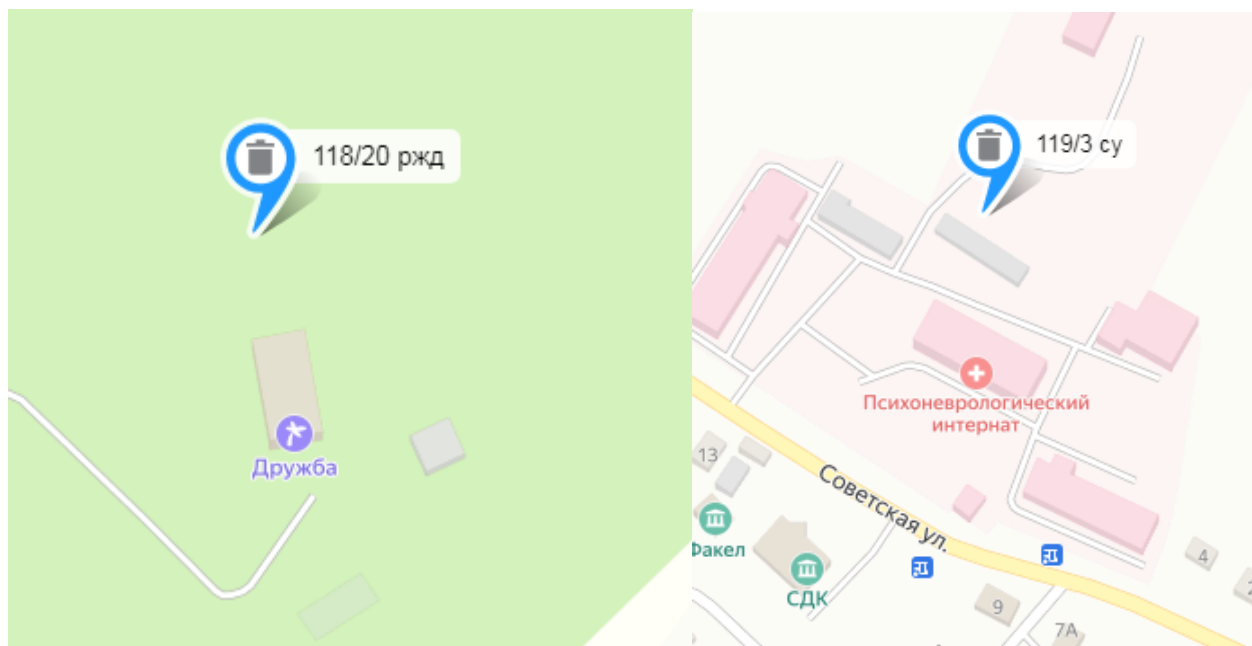 118/20 ржд
Дружба
119/3 су
Психоневрологический
интернат
13
Советская ул.
Факел
СДК
4
9
7А